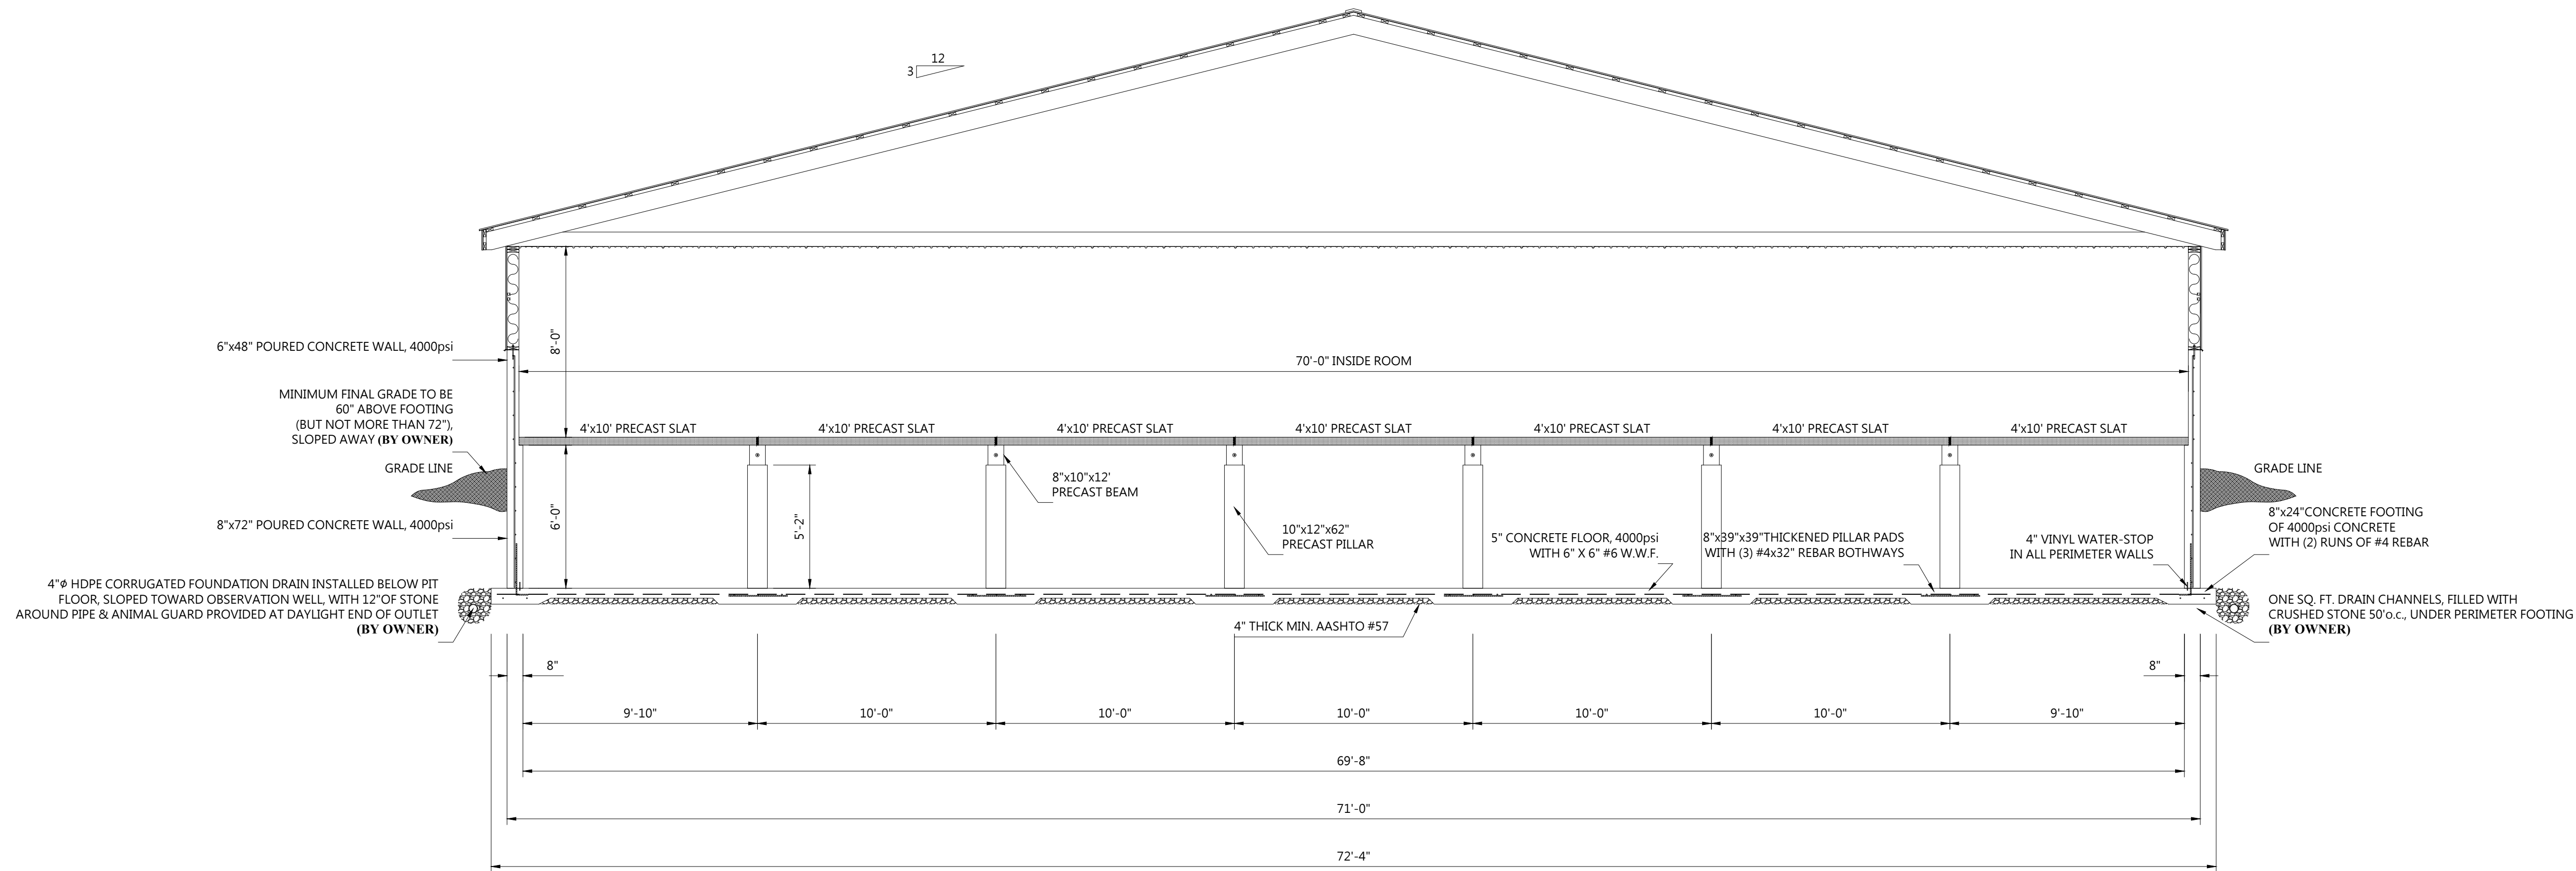 12
3
6"x48" POURED CONCRETE WALL, 4000psi
8'-0"
70'-0" INSIDE ROOM
MINIMUM FINAL GRADE TO BE
60" ABOVE FOOTING
(BUT NOT MORE THAN 72"),
SLOPED AWAY (BY OWNER)
4'x10' PRECAST SLAT
4'x10' PRECAST SLAT
4'x10' PRECAST SLAT
4'x10' PRECAST SLAT
4'x10' PRECAST SLAT
4'x10' PRECAST SLAT
4'x10' PRECAST SLAT
GRADE LINE
GRADE LINE
8"x10"x12'
PRECAST BEAM
8"x72" POURED CONCRETE WALL, 4000psi
6'-0"
5'-2"
10"x12"x62"
PRECAST PILLAR
5" CONCRETE FLOOR, 4000psi
WITH 6" X 6" #6 W.W.F.
8"x39"x39"THICKENED PILLAR PADS
WITH (3) #4x32" REBAR BOTHWAYS
4" VINYL WATER-STOP
IN ALL PERIMETER WALLS
8"x24"CONCRETE FOOTING
OF 4000psi CONCRETE
WITH (2) RUNS OF #4 REBAR
4"ø HDPE CORRUGATED FOUNDATION DRAIN INSTALLED BELOW PIT
FLOOR, SLOPED TOWARD OBSERVATION WELL, WITH 12"OF STONE
AROUND PIPE & ANIMAL GUARD PROVIDED AT DAYLIGHT END OF OUTLET
(BY OWNER)
4" THICK MIN. AASHTO #57
ONE SQ. FT. DRAIN CHANNELS, FILLED WITH
CRUSHED STONE 50'o.c., UNDER PERIMETER FOOTING
(BY OWNER)
8"
8"
9'-10"
10'-0"
10'-0"
10'-0"
10'-0"
10'-0"
9'-10"
69'-8"
71'-0"
72'-4"